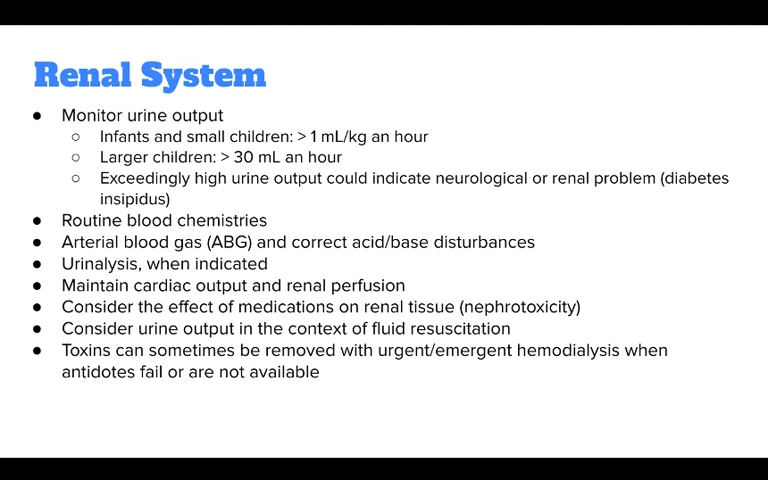 Renal System
● Monitor urine output
○ Infants and small children: > 1 mL/kg an hour
○ Larger children: > 30 mL an hour
○ Exceedingly high urine output could indicate neurological or renal problem (diabetes
insipidus)
● Routine blood chemistries
● Arterial blood gas (ABG) and correct acid/base disturbances
● Urinalysis, when indicated
● Maintain cardiac output and renal perfusion
● Consider the effect of medications on renal tissue (nephrotoxicity)
● Consider urine output in the context of fluid resuscitation
● Toxins can sometimes be removed with urgent/emergent hemodialysis when
antidotes fail or are not available